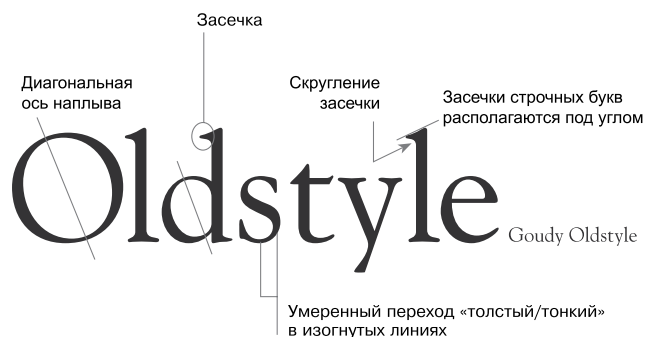 Засечка
Диагональная
ось наплыва
Скругление
засечки
Засечки строчных букв
располагаются под углом
Oldstyle
Goudy Oldstyle
Умеренный переход «толстый/тонкий»
в изогнутых линиях